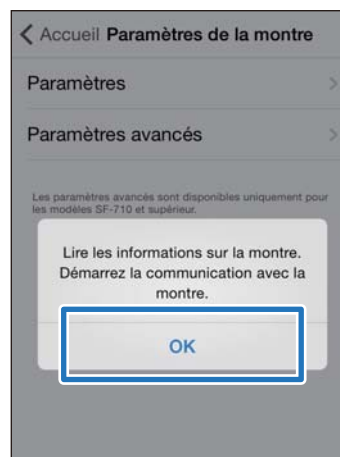 Accueil Paramètres de la montre
Paramètres
Paramètres avancés
Les paramètres avancés sont disponibles uniquement pour
les modèles SF-710 et supérieur.
Lire les informations sur la montre.
Démarrez la communication avec la
montre.
OK